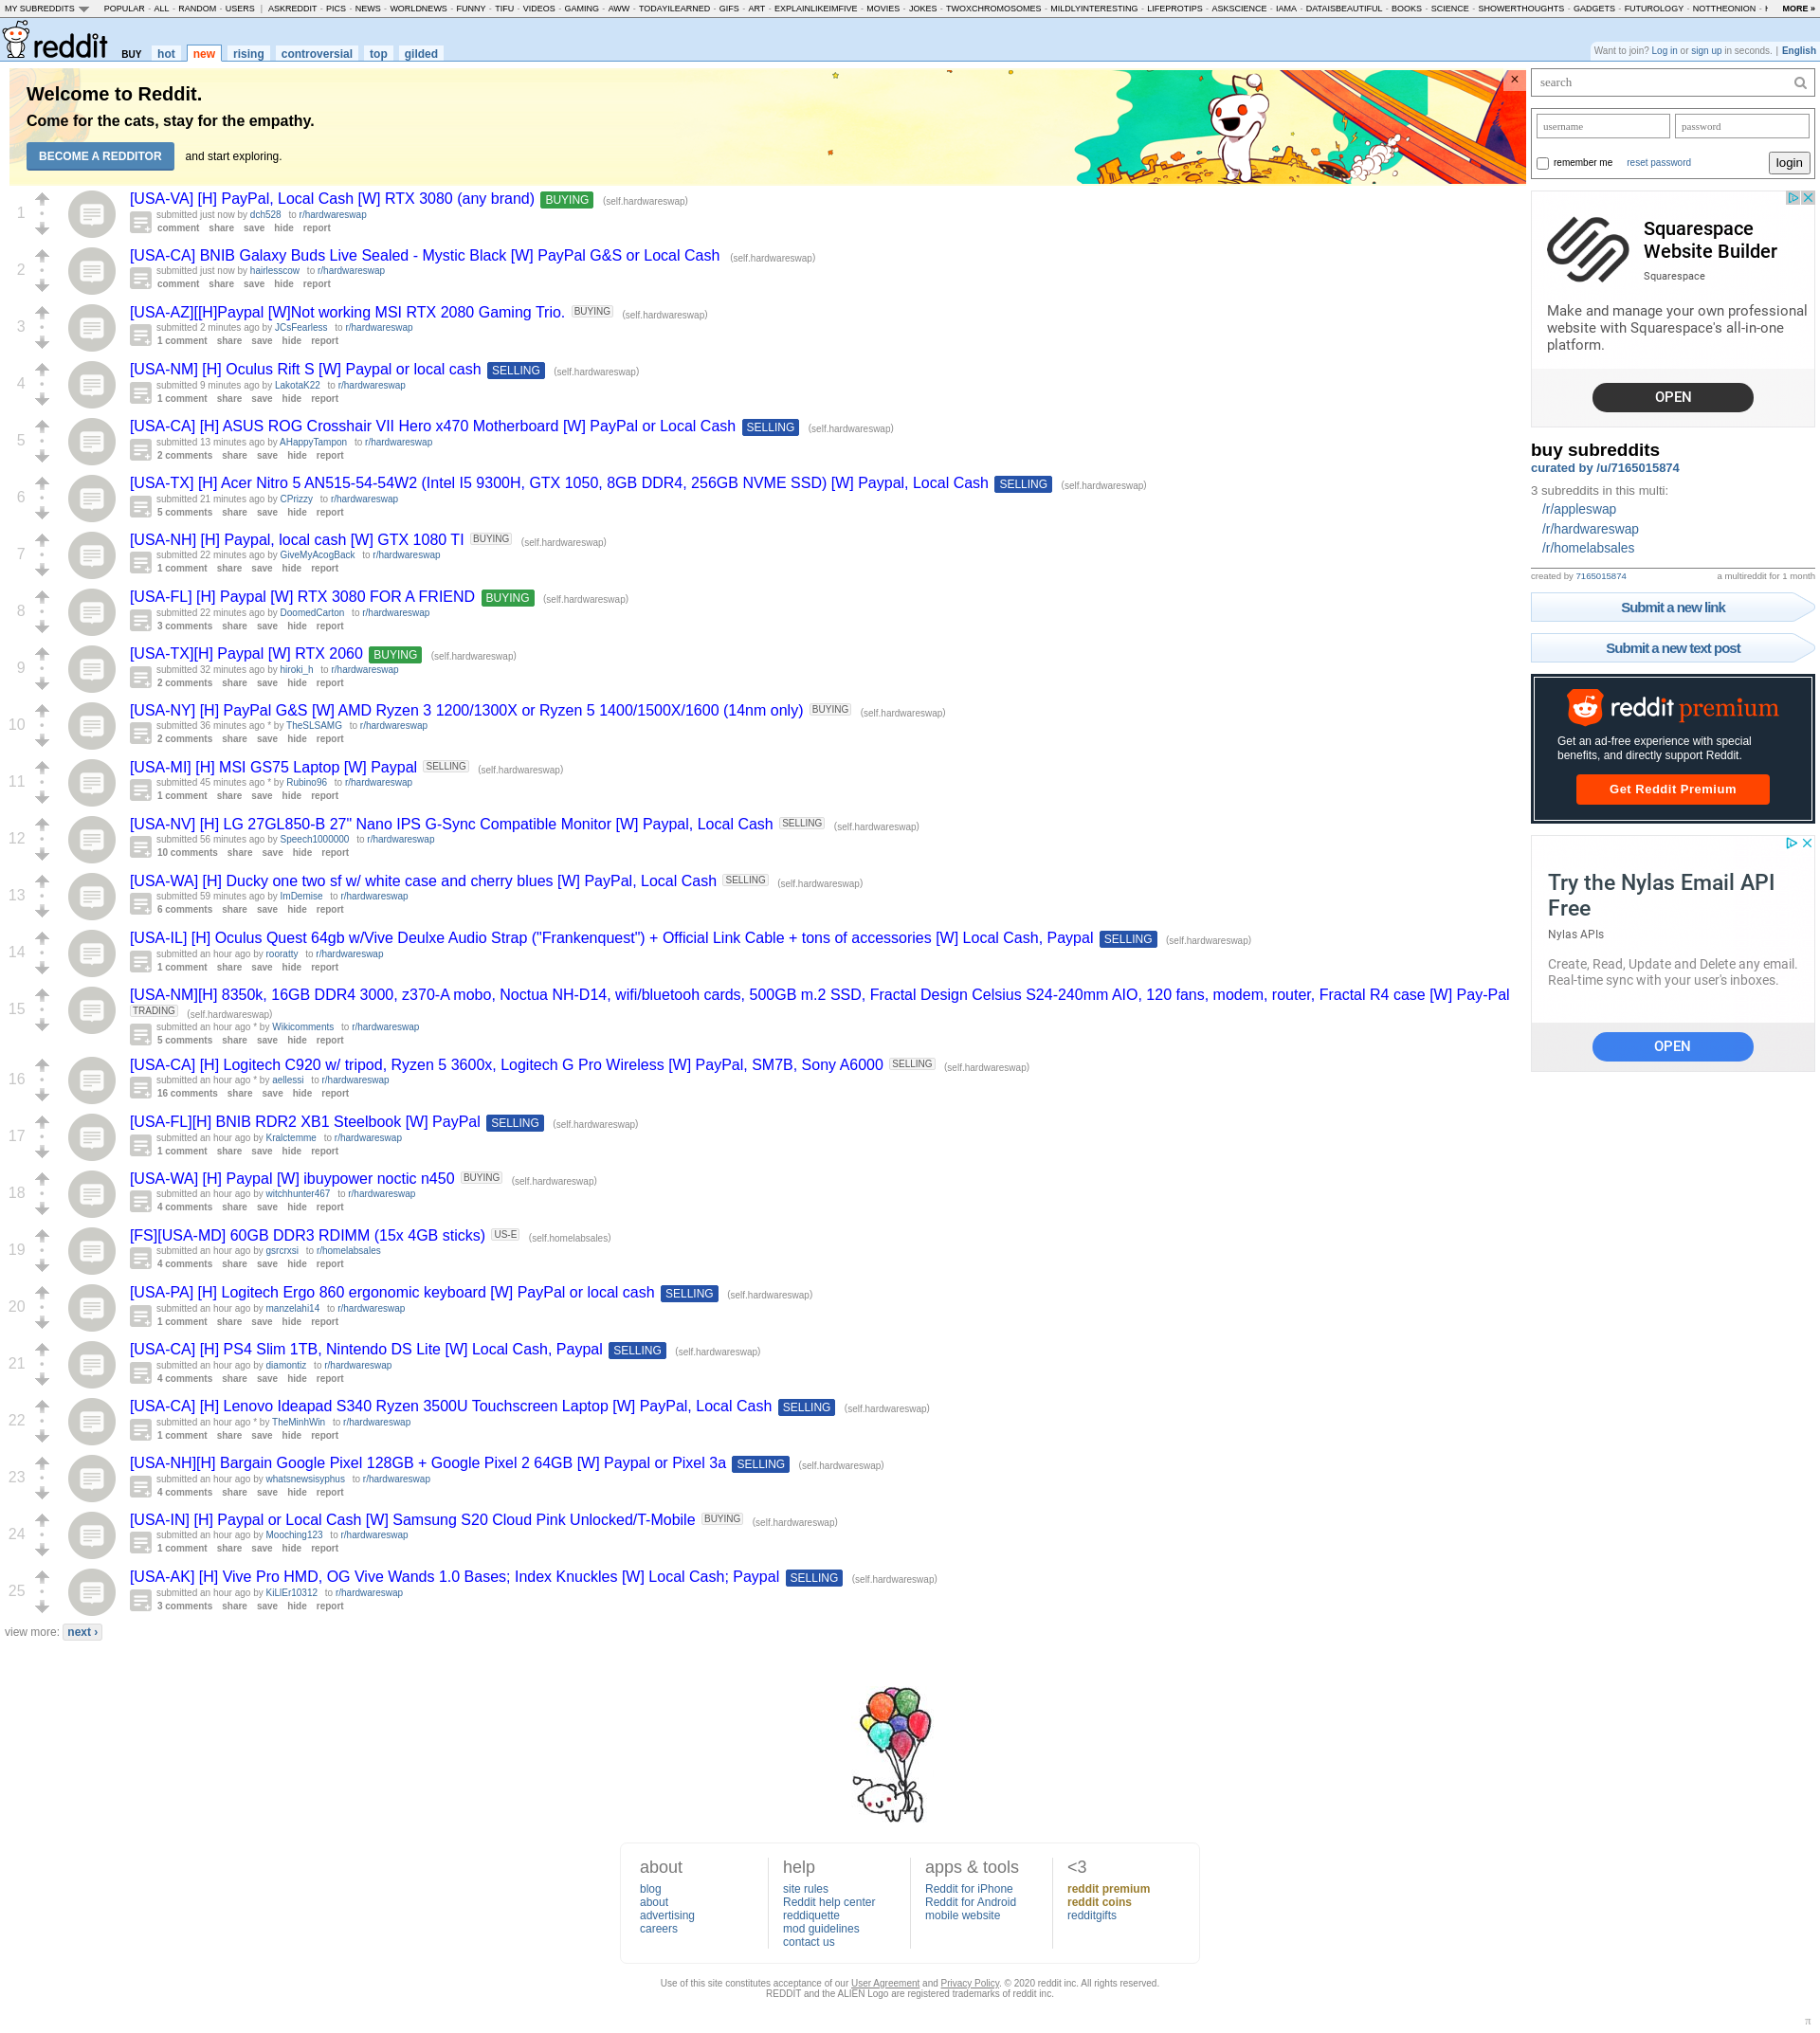 MY SUBREDDITS POPULAR - ALL - RANDOM - USERS | ASKREDDIT - PICS - NEWS - WORLDNEWS - FUNNY - TIFU - VIDEOS - GAMING - AWW - TODAYILEARNED - GIFS - ART - EXPLAINLIKEIMFIVE - MOVIES - JOKES - TWOXCHROMOSOMES - MILDLYINTERESTING - LIFEPROTIPS - ASKSCIENCE - IAMA - DATAISBEAUTIFUL - BOOKS - SCIENCE - SHOWERTHOUGHTS - GADGETS - FUTUROLOGY - NOTTHEONION - MORE »
reddit BUY hot new rising controversial top gilded
Want to join? Log in or sign up in seconds. | English
Welcome to Reddit.
Come for the cats, stay for the empathy.
BECOME A REDDITOR and start exploring.
×
1
[USA-VA] [H] PayPal, Local Cash [W] RTX 3080 (any brand) BUYING (self.hardwareswap)
submitted just now by dch528 to r/hardwareswap
comment share save hide report
2
[USA-CA] BNIB Galaxy Buds Live Sealed - Mystic Black [W] PayPal G&S or Local Cash (self.hardwareswap)
submitted just now by hairlesscow to r/hardwareswap
comment share save hide report
3
[USA-AZ][[H]Paypal [W]Not working MSI RTX 2080 Gaming Trio. BUYING (self.hardwareswap)
submitted 2 minutes ago by JCsFearless to r/hardwareswap
1 comment share save hide report
4
[USA-NM] [H] Oculus Rift S [W] Paypal or local cash SELLING (self.hardwareswap)
submitted 9 minutes ago by LakotaK22 to r/hardwareswap
1 comment share save hide report
5
[USA-CA] [H] ASUS ROG Crosshair VII Hero x470 Motherboard [W] PayPal or Local Cash SELLING (self.hardwareswap)
submitted 13 minutes ago by AHappyTampon to r/hardwareswap
2 comments share save hide report
6
[USA-TX] [H] Acer Nitro 5 AN515-54-54W2 (Intel I5 9300H, GTX 1050, 8GB DDR4, 256GB NVME SSD) [W] Paypal, Local Cash SELLING (self.hardwareswap)
submitted 21 minutes ago by CPrizzy to r/hardwareswap
5 comments share save hide report
7
[USA-NH] [H] Paypal, local cash [W] GTX 1080 TI BUYING (self.hardwareswap)
submitted 22 minutes ago by GiveMyAcogBack to r/hardwareswap
1 comment share save hide report
8
[USA-FL] [H] Paypal [W] RTX 3080 FOR A FRIEND BUYING (self.hardwareswap)
submitted 22 minutes ago by DoomedCarton to r/hardwareswap
3 comments share save hide report
9
[USA-TX][H] Paypal [W] RTX 2060 BUYING (self.hardwareswap)
submitted 32 minutes ago by hiroki_h to r/hardwareswap
2 comments share save hide report
10
[USA-NY] [H] PayPal G&S [W] AMD Ryzen 3 1200/1300X or Ryzen 5 1400/1500X/1600 (14nm only) BUYING (self.hardwareswap)
submitted 36 minutes ago * by TheSLSAMG to r/hardwareswap
2 comments share save hide report
11
[USA-MI] [H] MSI GS75 Laptop [W] Paypal SELLING (self.hardwareswap)
submitted 45 minutes ago * by Rubino96 to r/hardwareswap
1 comment share save hide report
12
[USA-NV] [H] LG 27GL850-B 27" Nano IPS G-Sync Compatible Monitor [W] Paypal, Local Cash SELLING (self.hardwareswap)
submitted 56 minutes ago by Speech1000000 to r/hardwareswap
10 comments share save hide report
13
[USA-WA] [H] Ducky one two sf w/ white case and cherry blues [W] PayPal, Local Cash SELLING (self.hardwareswap)
submitted 59 minutes ago by ImDemise to r/hardwareswap
6 comments share save hide report
14
[USA-IL] [H] Oculus Quest 64gb w/Vive Deulxe Audio Strap ("Frankenquest") + Official Link Cable + tons of accessories [W] Local Cash, Paypal SELLING (self.hardwareswap)
submitted an hour ago by rooratty to r/hardwareswap
1 comment share save hide report
15
[USA-NM][H] 8350k, 16GB DDR4 3000, z370-A mobo, Noctua NH-D14, wifi/bluetooh cards, 500GB m.2 SSD, Fractal Design Celsius S24-240mm AIO, 120 fans, modem, router, Fractal R4 case [W] Pay-Pal
TRADING (self.hardwareswap)
submitted an hour ago * by Wikicomments to r/hardwareswap
5 comments share save hide report
16
[USA-CA] [H] Logitech C920 w/ tripod, Ryzen 5 3600x, Logitech G Pro Wireless [W] PayPal, SM7B, Sony A6000 SELLING (self.hardwareswap)
submitted an hour ago * by aellessi to r/hardwareswap
16 comments share save hide report
17
[USA-FL][H] BNIB RDR2 XB1 Steelbook [W] PayPal SELLING (self.hardwareswap)
submitted an hour ago by Kralctemme to r/hardwareswap
1 comment share save hide report
18
[USA-WA] [H] Paypal [W] ibuypower noctic n450 BUYING (self.hardwareswap)
submitted an hour ago by witchhunter467 to r/hardwareswap
4 comments share save hide report
19
[FS][USA-MD] 60GB DDR3 RDIMM (15x 4GB sticks) US-E (self.homelabsales)
submitted an hour ago by gsrcrxsi to r/homelabsales
4 comments share save hide report
20
[USA-PA] [H] Logitech Ergo 860 ergonomic keyboard [W] PayPal or local cash SELLING (self.hardwareswap)
submitted an hour ago by manzelahi14 to r/hardwareswap
1 comment share save hide report
21
[USA-CA] [H] PS4 Slim 1TB, Nintendo DS Lite [W] Local Cash, Paypal SELLING (self.hardwareswap)
submitted an hour ago by diamontiz to r/hardwareswap
4 comments share save hide report
22
[USA-CA] [H] Lenovo Ideapad S340 Ryzen 3500U Touchscreen Laptop [W] PayPal, Local Cash SELLING (self.hardwareswap)
submitted an hour ago * by TheMinhWin to r/hardwareswap
1 comment share save hide report
23
[USA-NH][H] Bargain Google Pixel 128GB + Google Pixel 2 64GB [W] Paypal or Pixel 3a SELLING (self.hardwareswap)
submitted an hour ago by whatsnewsisyphus to r/hardwareswap
4 comments share save hide report
24
[USA-IN] [H] Paypal or Local Cash [W] Samsung S20 Cloud Pink Unlocked/T-Mobile BUYING (self.hardwareswap)
submitted an hour ago by Mooching123 to r/hardwareswap
1 comment share save hide report
25
[USA-AK] [H] Vive Pro HMD, OG Vive Wands 1.0 Bases; Index Knuckles [W] Local Cash; Paypal SELLING (self.hardwareswap)
submitted an hour ago by KiLlEr10312 to r/hardwareswap
3 comments share save hide report
view more: next ›
search
username password
remember me reset password login
Squarespace
Website Builder
Squarespace
Make and manage your own professional
website with Squarespace's all-in-one
platform.
OPEN
buy subreddits
curated by /u/7165015874
3 subreddits in this multi:
/r/appleswap
/r/hardwareswap
/r/homelabsales
created by 7165015874 a multireddit for 1 month
Submit a new link
Submit a new text post
reddit premium
Get an ad-free experience with special
benefits, and directly support Reddit.
Get Reddit Premium
Try the Nylas Email API
Free
Nylas APIs
Create, Read, Update and Delete any email.
Real-time sync with your user's inboxes.
OPEN
about
blog
about
advertising
careers
help
site rules
Reddit help center
reddiquette
mod guidelines
contact us
apps & tools
Reddit for iPhone
Reddit for Android
mobile website
<3
reddit premium
reddit coins
redditgifts
Use of this site constitutes acceptance of our User Agreement and Privacy Policy. © 2020 reddit inc. All rights reserved.
REDDIT and the ALIEN Logo are registered trademarks of reddit inc.
π